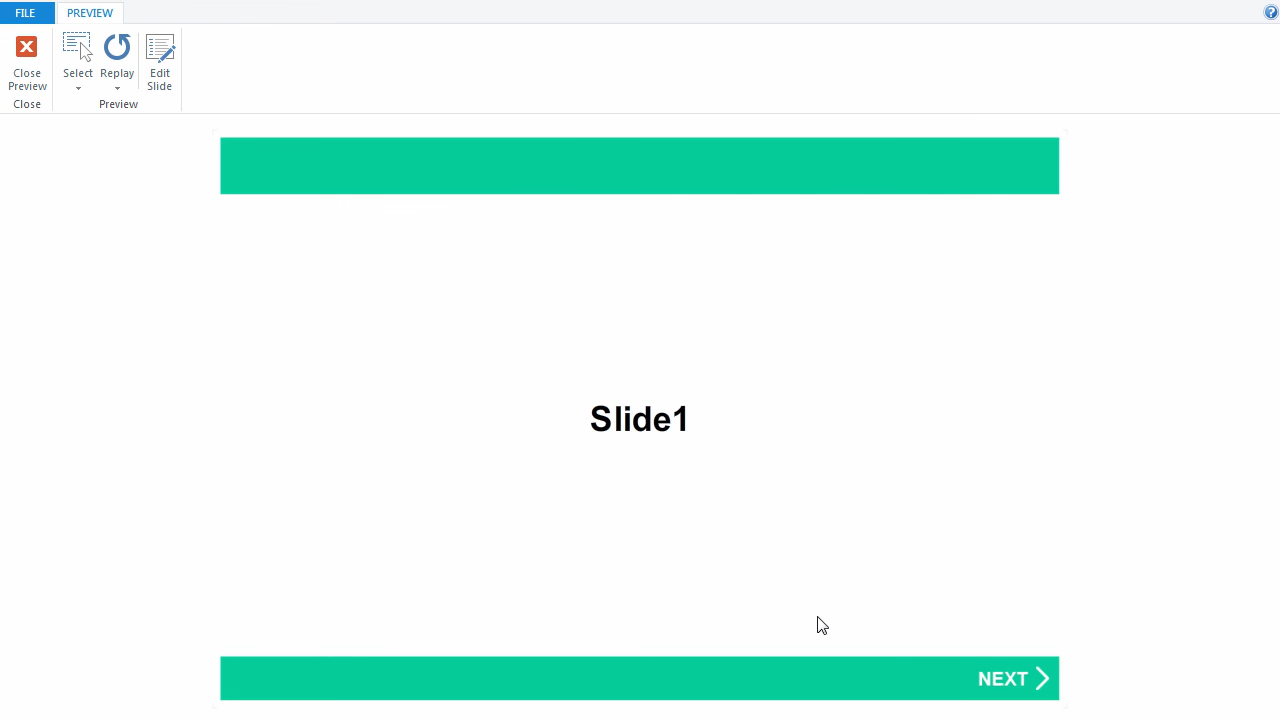 FILE
PREVIEW
Close
Preview
Select
Replay
Edit
Slide
Close
Preview
Slide1
NEXT